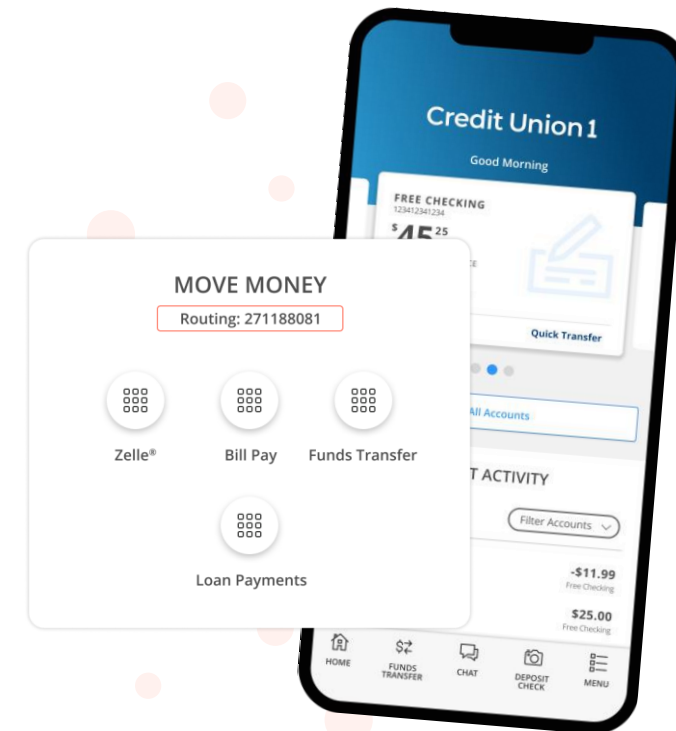 Credit Union 1
Good Morning
FREE CHECKING
123412341234
$45 25
Quick Transfer
All Accounts
MOVE MONEY
Routing: 271188081
Zelle®
Bill Pay
Funds Transfer
Loan Payments
T ACTIVITY
Filter Accounts
-$11.99
Free Checking
$25.00
Free Checking
HOME
FUNDS
TRANSFER
CHAT
DEPOSIT
CHECK
MENU